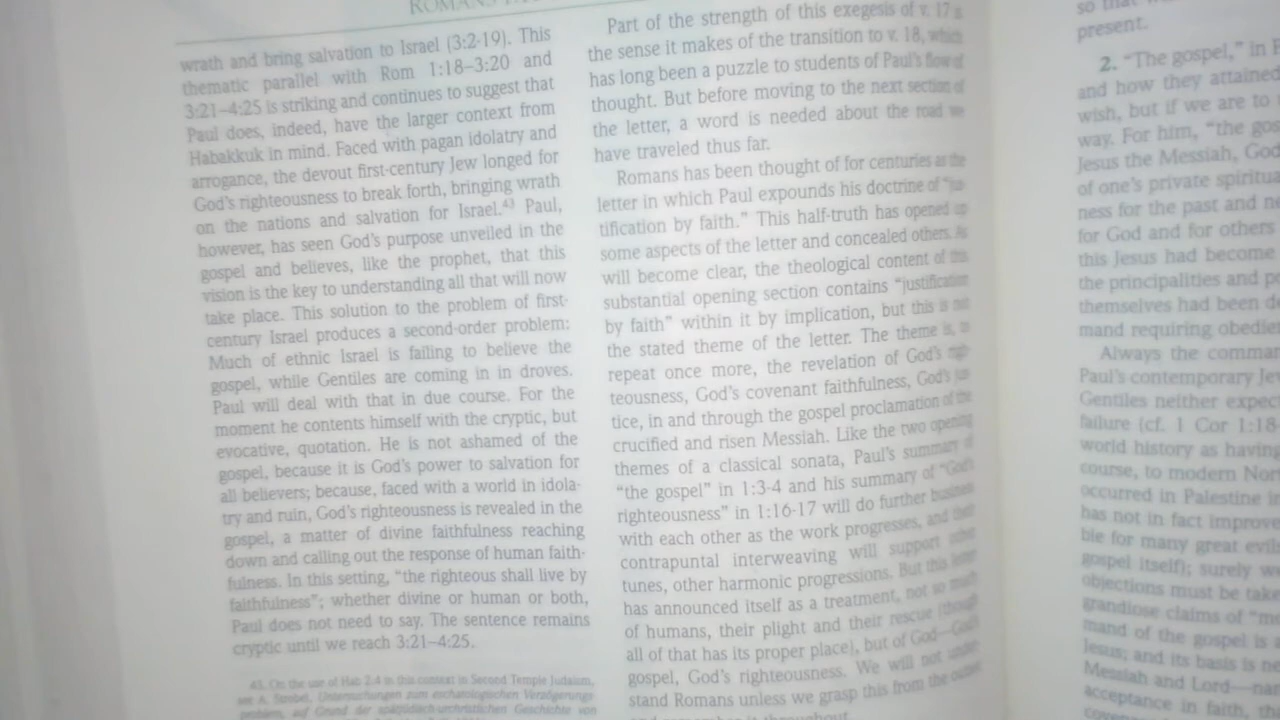 ROMANS
wrath and bring salvation to Israel (3:2-19). This
thematic parallel with Rom 1:18–3:20 and
3:21–4:25 is striking and continues to suggest that
Paul does, indeed, have the larger context from
Habakkuk in mind. Faced with pagan idolatry and
arrogance, the devout first-century Jew longed for
God's righteousness to break forth, bringing wrath
on the nations and salvation for Israel.⁴³ Paul,
however, has seen God's purpose unveiled in the
gospel and believes, like the prophet, that this
vision is the key to understanding all that will now
take place. This solution to the problem of first-
century Israel produces a second-order problem:
Much of ethnic Israel is failing to believe the
gospel, while Gentiles are coming in in droves.
Paul will deal with that in due course. For the
moment he contents himself with the cryptic, but
evocative, quotation. He is not ashamed of the
gospel, because it is God's power to salvation for
all believers; because, faced with a world in idola-
try and ruin, God's righteousness is revealed in the
gospel, a matter of divine faithfulness reaching
down and calling out the response of human faith-
fulness. In this setting, "the righteous shall live by
faithfulness"; whether divine or human or both,
Paul does not need to say. The sentence remains
cryptic until we reach 3:21–4:25.
43. On the use of Hab 2:4 in this context in Second Temple Judaism,
see A. Strobel, Untersuchungen zum eschatologischen Verzögerungs-
problem, auf Grund der spätjüdisch-urchristlichen Geschichte von
Part of the strength of this exegesis of v. 17 is
the sense it makes of the transition to v. 18, which
has long been a puzzle to students of Paul's flow of
thought. But before moving to the next section of
the letter, a word is needed about the road we
have traveled thus far.
Romans has been thought of for centuries as the
letter in which Paul expounds his doctrine of "jus-
tification by faith." This half-truth has opened up
some aspects of the letter and concealed others. As
will become clear, the theological content of this
substantial opening section contains "justification
by faith" within it by implication, but this is not
the stated theme of the letter. The theme is, to
repeat once more, the revelation of God's righ-
teousness, God's covenant faithfulness, God's jus-
tice, in and through the gospel proclamation of the
crucified and risen Messiah. Like the two opening
themes of a classical sonata, Paul's summary of
"the gospel" in 1:3-4 and his summary of "God's
righteousness" in 1:16-17 will do further business
with each other as the work progresses, and their
contrapuntal interweaving will support other
tunes, other harmonic progressions. But this letter
has announced itself as a treatment, not so much
of humans, their plight and their rescue (though
all of that has its proper place), but of God—God's
gospel, God's righteousness. We will not under-
stand Romans unless we grasp this from the outset
and remember it throughout.
so that
present.
2. "The gospel," in
and how they attained
wish, but if we are to
way. For him, "the
Jesus the Messiah, God
of one's private
ness for the past and
for God and for others
this Jesus had become
the principalities and
themselves had been
mand requiring
Always the
Paul's contemporary
Gentiles neither
failure (cf. 1 Cor 1:18-
world history as having
course, to modern
occurred in Palestine
has not in fact
ble for many great
gospel itself); surely
objections must be
grandiose claims of
mand of the gospel is
Jesus; and its basis is
Messiah and Lord—
acceptance in faith,